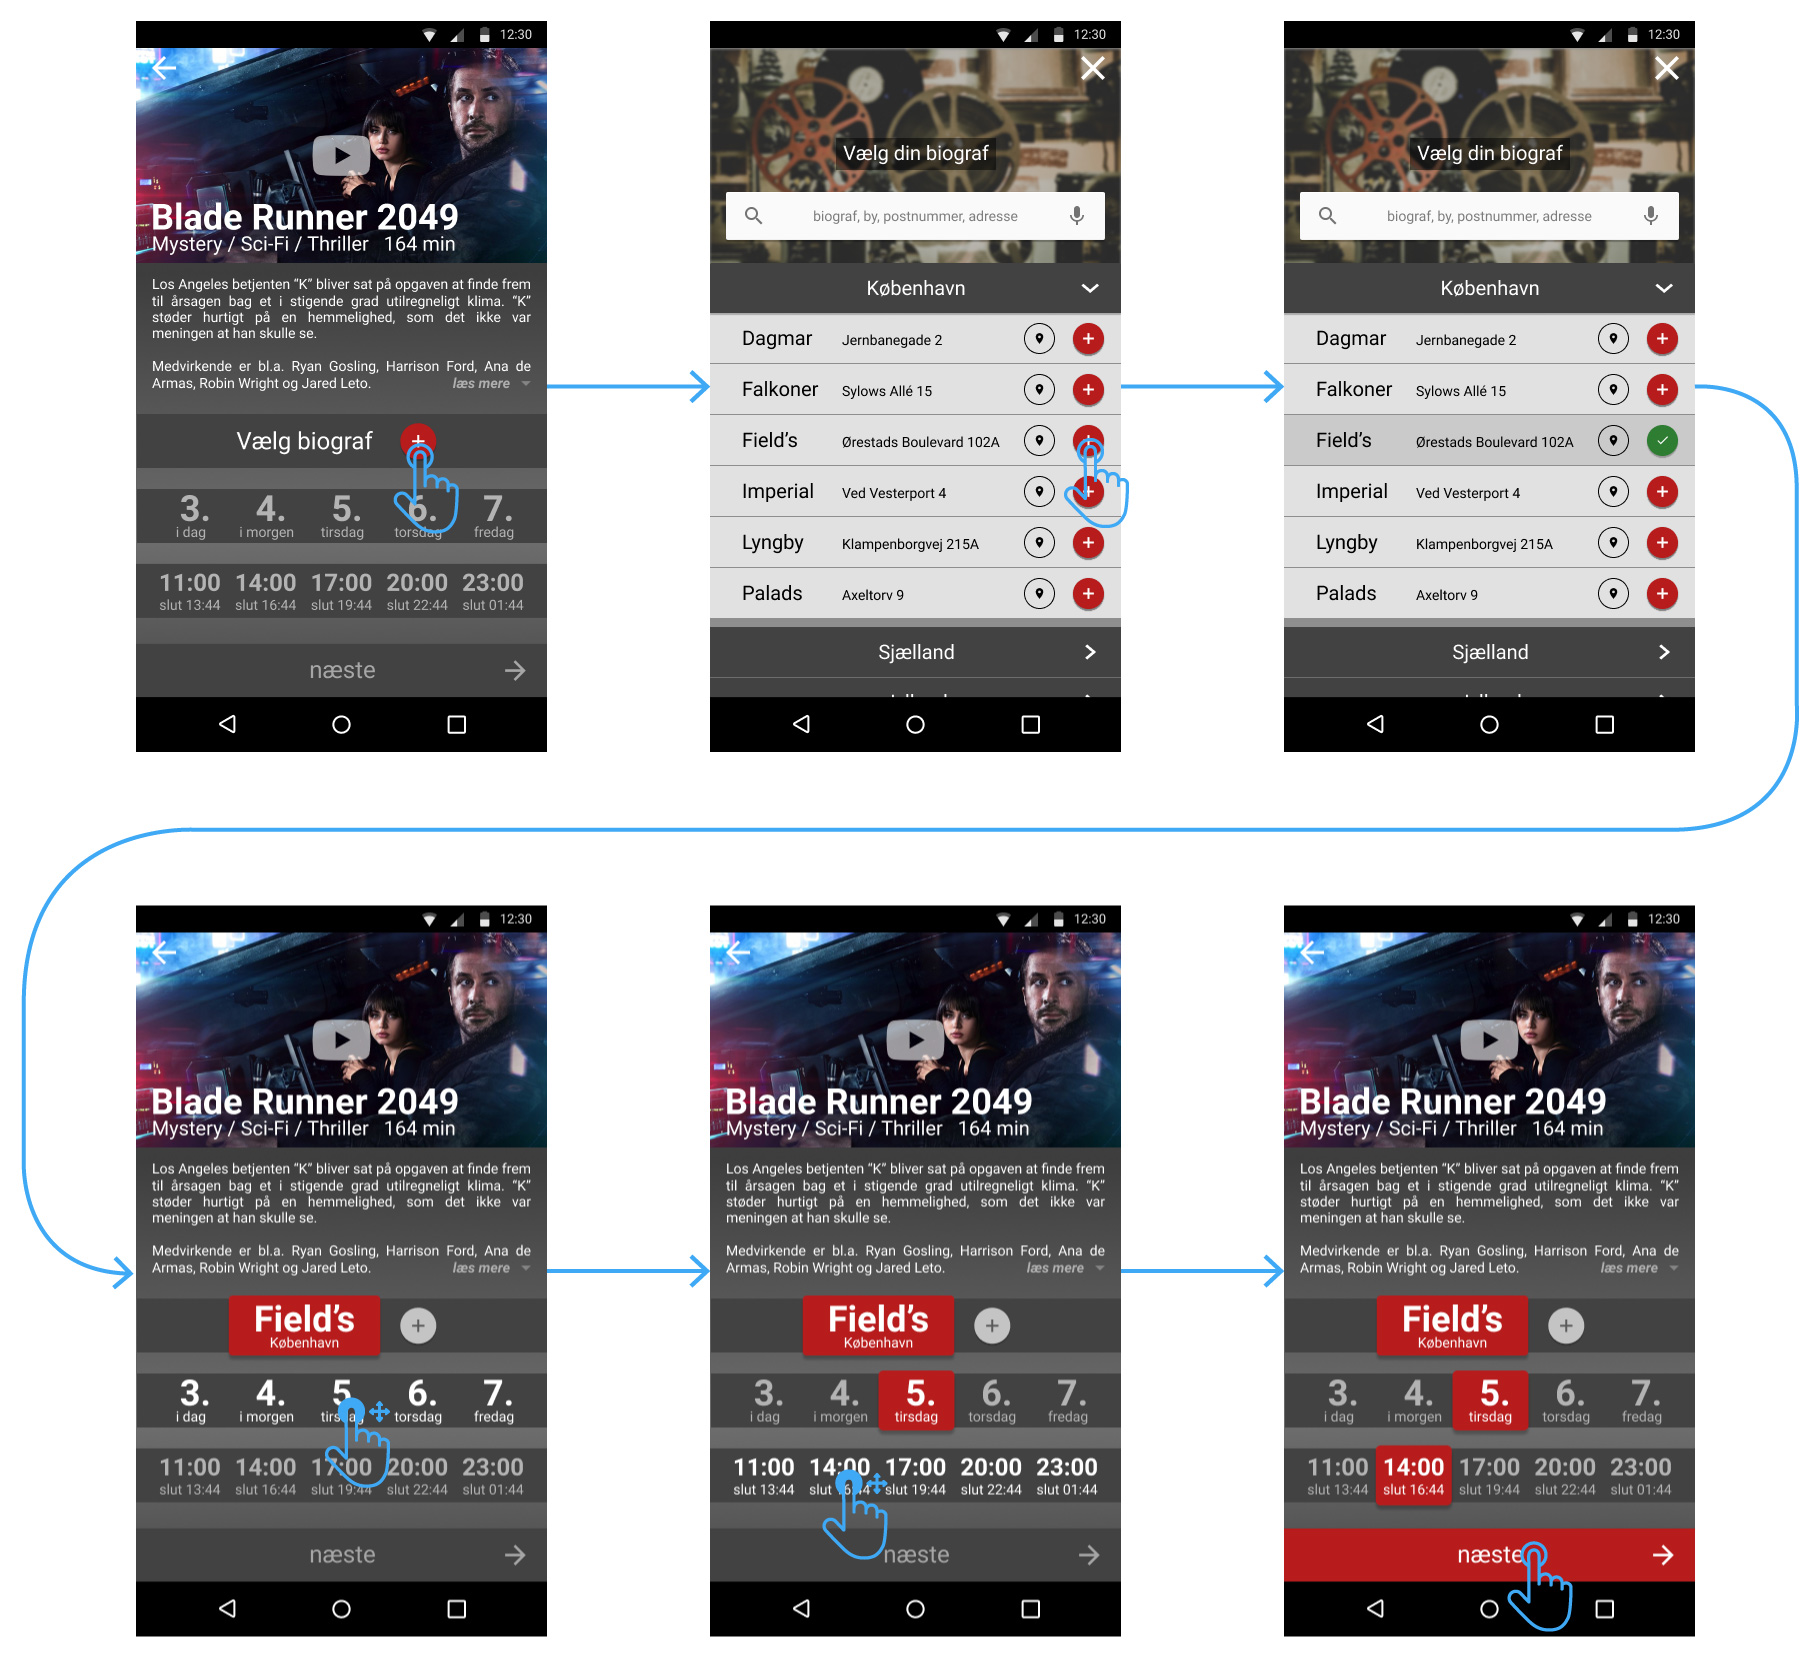 12:30
Blade Runner 2049
Mystery / Sci-Fi / Thriller 164 min
Los Angeles betjenten “K” bliver sat på opgaven at finde frem
til årsagen bag et i stigende grad utilregneligt klima. “K”
støder hurtigt på en hemmelighed, som det ikke var
meningen at han skulle se.
Medvirkende er bl.a. Ryan Gosling, Harrison Ford, Ana de
Armas, Robin Wright og Jared Leto. læs mere
Vælg biograf
3. 4. 5. 6. 7.
i dag i morgen tirsdag torsdag fredag
11:00 14:00 17:00 20:00 23:00
slut 13:44 slut 16:44 slut 19:44 slut 22:44 slut 01:44
næste
12:30
Vælg din biograf
biograf, by, postnummer, adresse
København
Dagmar Jernbanegade 2
Falkoner Sylows Allé 15
Field’s Ørestads Boulevard 102A
Imperial Ved Vesterport 4
Lyngby Klampenborgvej 215A
Palads Axeltorv 9
Sjælland
12:30
Vælg din biograf
biograf, by, postnummer, adresse
København
Dagmar Jernbanegade 2
Falkoner Sylows Allé 15
Field’s Ørestads Boulevard 102A
Imperial Ved Vesterport 4
Lyngby Klampenborgvej 215A
Palads Axeltorv 9
Sjælland
12:30
Blade Runner 2049
Mystery / Sci-Fi / Thriller 164 min
Los Angeles betjenten “K” bliver sat på opgaven at finde frem
til årsagen bag et i stigende grad utilregneligt klima. “K”
støder hurtigt på en hemmelighed, som det ikke var
meningen at han skulle se.
Medvirkende er bl.a. Ryan Gosling, Harrison Ford, Ana de
Armas, Robin Wright og Jared Leto. læs mere
Field’s
København
3. 4. 5. 6. 7.
i dag i morgen tirsdag torsdag fredag
11:00 14:00 17:00 20:00 23:00
slut 13:44 slut 16:44 slut 19:44 slut 22:44 slut 01:44
næste
12:30
Blade Runner 2049
Mystery / Sci-Fi / Thriller 164 min
Los Angeles betjenten “K” bliver sat på opgaven at finde frem
til årsagen bag et i stigende grad utilregneligt klima. “K”
støder hurtigt på en hemmelighed, som det ikke var
meningen at han skulle se.
Medvirkende er bl.a. Ryan Gosling, Harrison Ford, Ana de
Armas, Robin Wright og Jared Leto. læs mere
Field’s
København
3. 4. 5. 6. 7.
i dag i morgen tirsdag torsdag fredag
11:00 14:00 17:00 20:00 23:00
slut 13:44 slut 16:44 slut 19:44 slut 22:44 slut 01:44
næste
12:30
Blade Runner 2049
Mystery / Sci-Fi / Thriller 164 min
Los Angeles betjenten “K” bliver sat på opgaven at finde frem
til årsagen bag et i stigende grad utilregneligt klima. “K”
støder hurtigt på en hemmelighed, som det ikke var
meningen at han skulle se.
Medvirkende er bl.a. Ryan Gosling, Harrison Ford, Ana de
Armas, Robin Wright og Jared Leto. læs mere
Field’s
København
3. 4. 5. 6. 7.
i dag i morgen tirsdag torsdag fredag
11:00 14:00 17:00 20:00 23:00
slut 13:44 slut 16:44 slut 19:44 slut 22:44 slut 01:44
næste